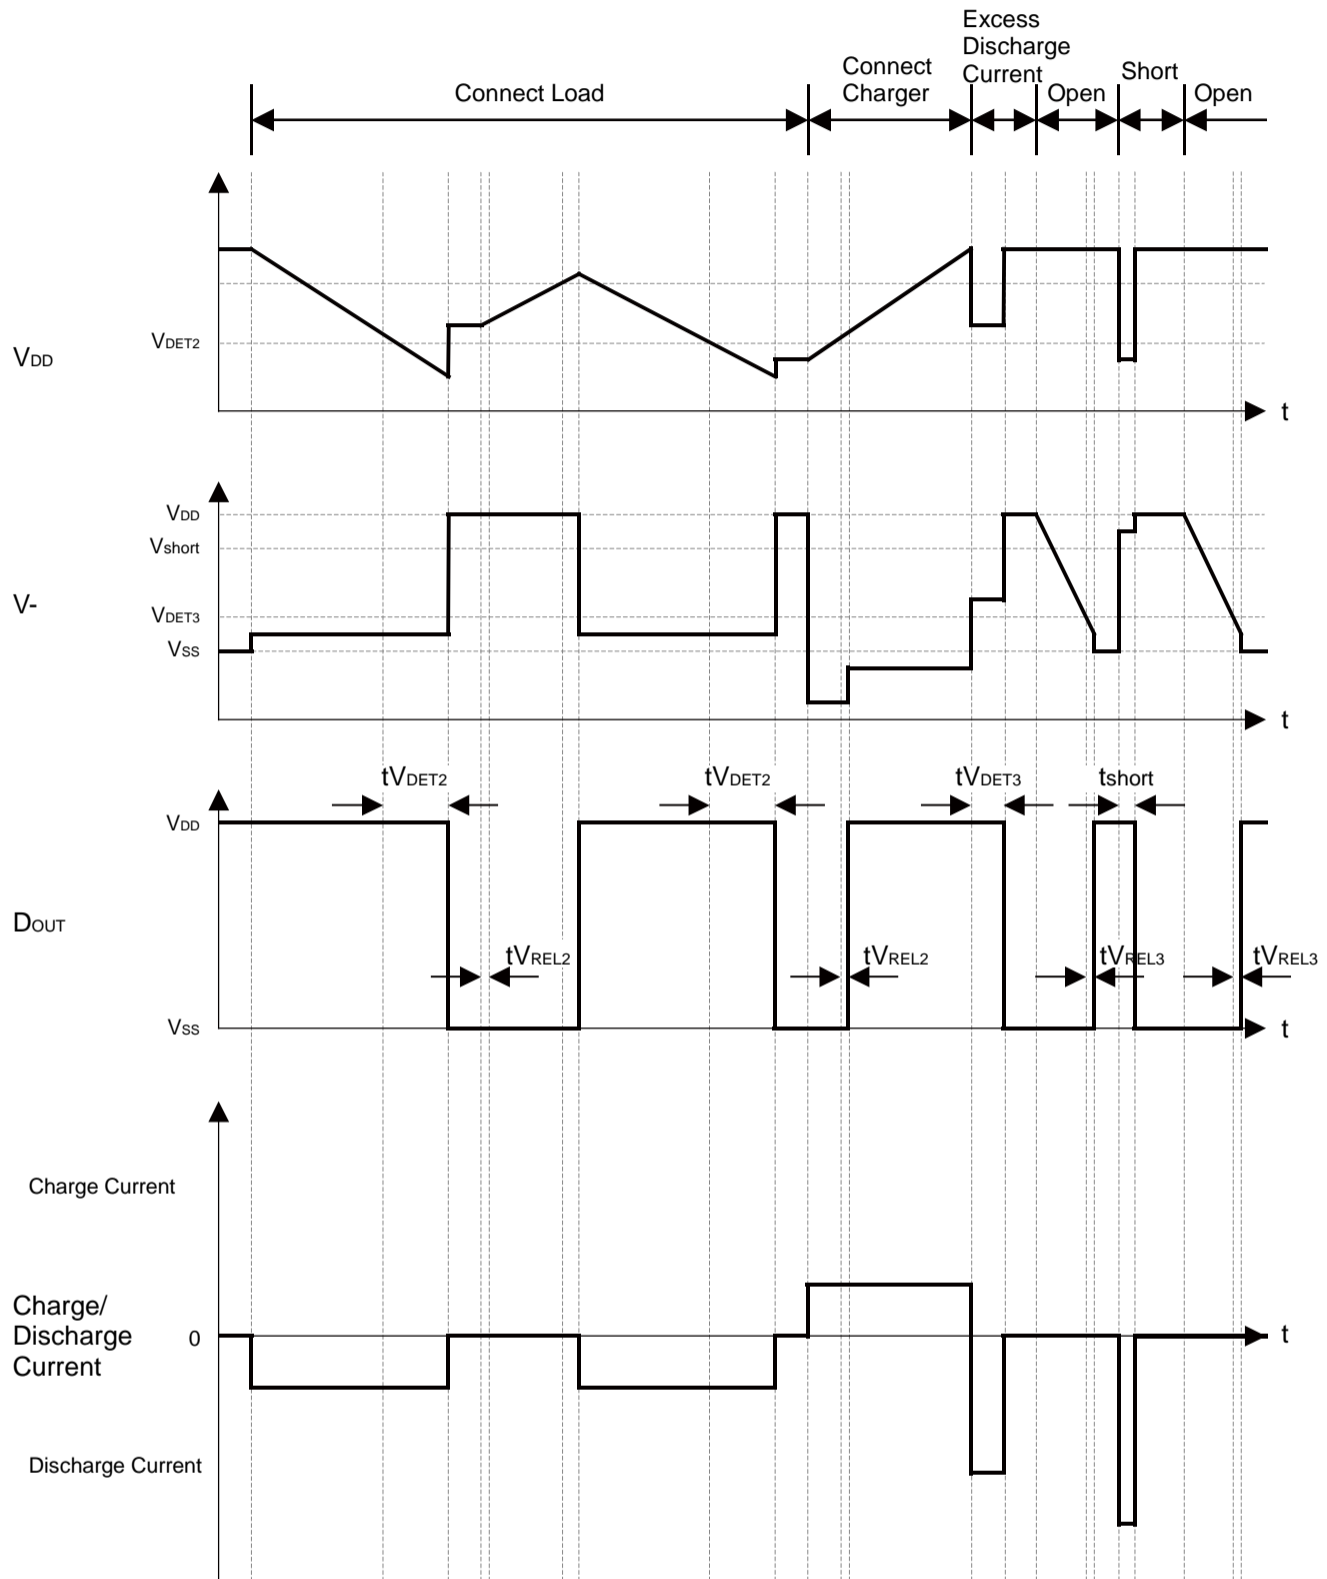 Excess
Discharge
Current
Connect
Charger
Short
Connect Load
Open
Open
VDET2
VDD
t
VDD
Vshort
V-
VDET3
VSS
t
tVDET2
tVDET2
tVDET3
tshort
VDD
DOUT
tVREL2
tVREL2
tVREL3
tVREL3
VSS
t
Charge Current
Charge/
Discharge
Current
0
t
Discharge Current